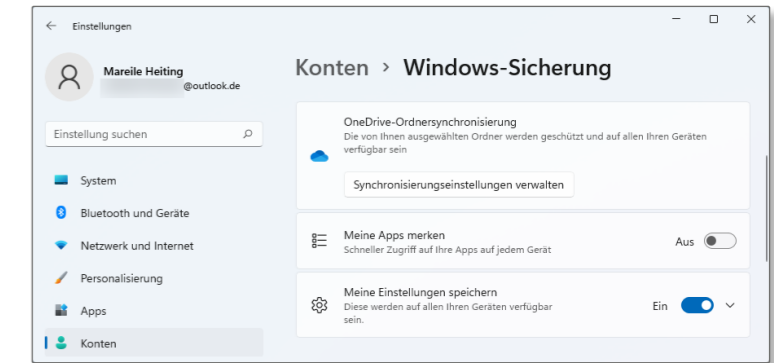 Einstellungen
Mareile Heiting
@outlook.de
Einstellung suchen
System
Bluetooth und Geräte
Netzwerk und Internet
Personalisierung
Apps
Konten
Konten > Windows-Sicherung
OneDrive-Ordnersynchronisierung
Die von Ihnen ausgewählten Ordner werden geschützt und auf allen Ihren Geräten
verfügbar sein
Synchronisierungseinstellungen verwalten
Meine Apps merken
Schneller Zugriff auf Ihre Apps auf jedem Gerät
Aus
Meine Einstellungen speichern
Diese werden auf allen Ihren Geräten verfügbar
sein.
Ein